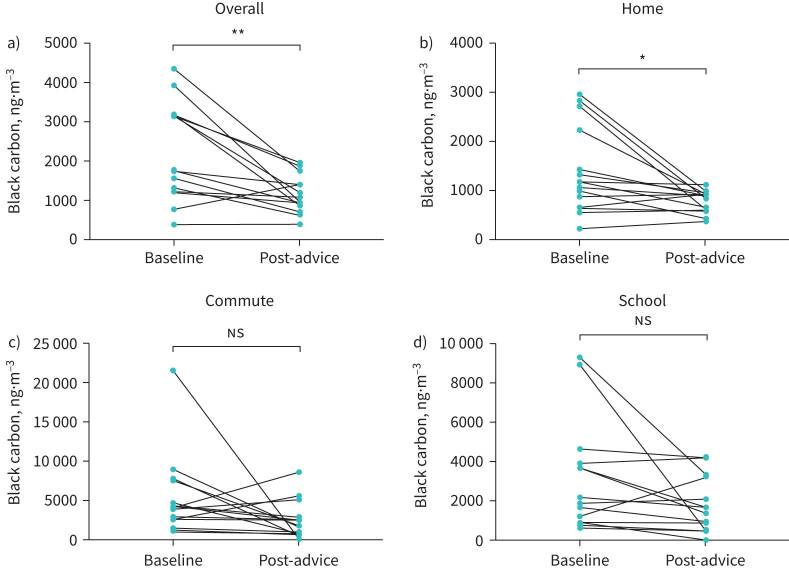 Overall
a)
**
Black carbon, ng·m⁻³
5000
4000
3000
2000
1000
0
Baseline
Post-advice
Home
b)
*
Black carbon, ng·m⁻³
4000
3000
2000
1000
0
Baseline
Post-advice
Commute
c)
NS
Black carbon, ng·m⁻³
25 000
20 000
15 000
10 000
5000
0
Baseline
Post-advice
School
d)
NS
Black carbon, ng·m⁻³
10 000
8000
6000
4000
2000
0
Baseline
Post-advice